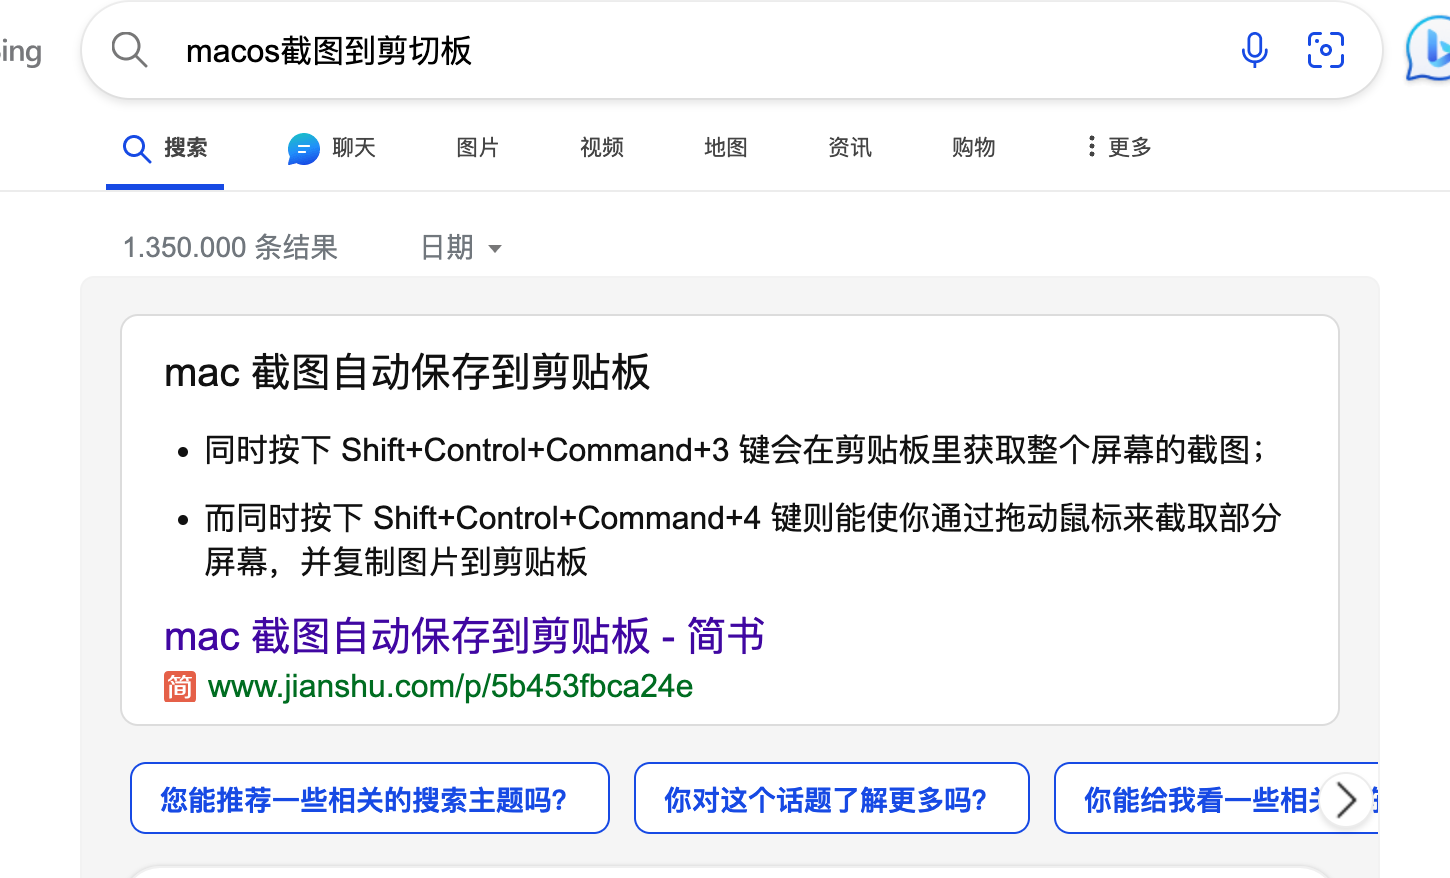 ing
macos截图到剪切板
搜索 聊天 图片 视频 地图 资讯 购物 更多
1.350.000 条结果 日期
mac 截图自动保存到剪贴板
• 同时按下 Shift+Control+Command+3 键会在剪贴板里获取整个屏幕的截图；
• 而同时按下 Shift+Control+Command+4 键则能使你通过拖动鼠标来截取部分
屏幕，并复制图片到剪贴板
mac 截图自动保存到剪贴板 - 简书
简 www.jianshu.com/p/5b453fbca24e
您能推荐一些相关的搜索主题吗？ 你对这个话题了解更多吗？ 你能给我看一些相